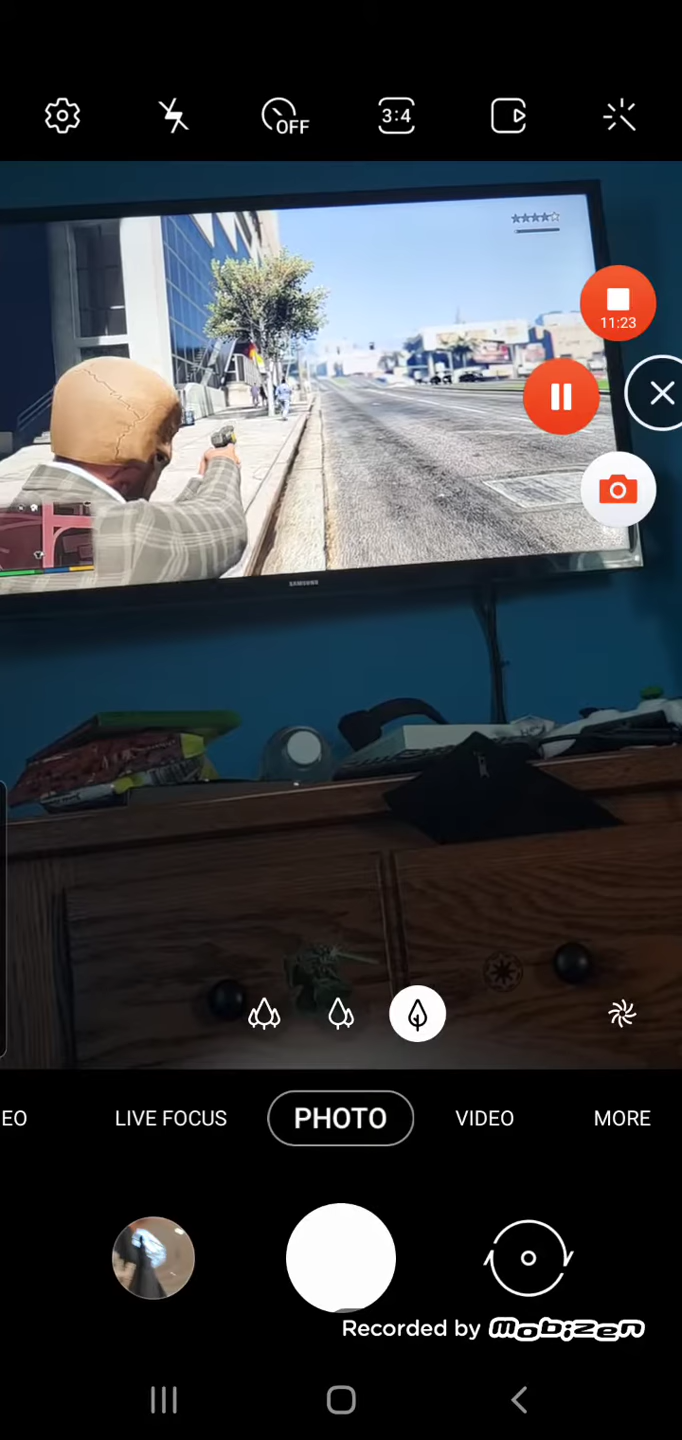 OFF
3:4
11:23
SAMSUNG
EO
LIVE FOCUS
PHOTO
VIDEO
MORE
Recorded by Mobizen